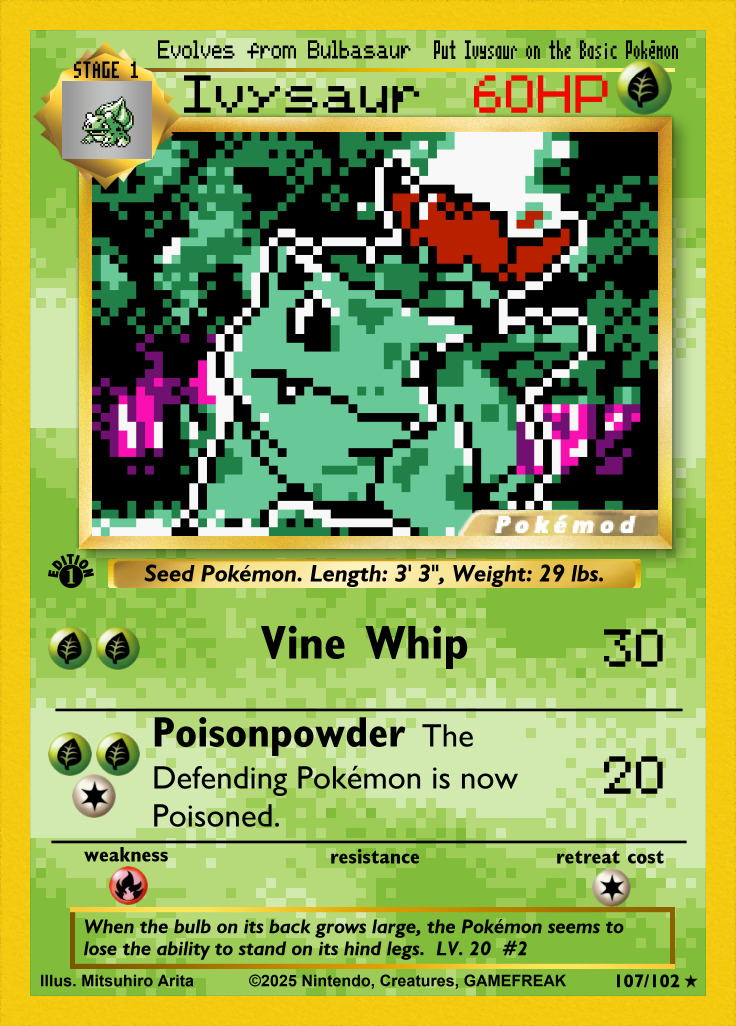 Evolves from Bulbasaur Put Ivysaur on the Basic Pokémon
STAGE 1
Ivysaur 60HP
Pokémod
EDITION 1
Seed Pokémon. Length: 3' 3", Weight: 29 lbs.
Vine Whip 30
Poisonpowder The
Defending Pokémon is now
Poisoned.
20
weakness resistance retreat cost
When the bulb on its back grows large, the Pokémon seems to
lose the ability to stand on its hind legs. LV. 20 #2
Illus. Mitsuhiro Arita ©2025 Nintendo, Creatures, GAMEFREAK 107/102 ★